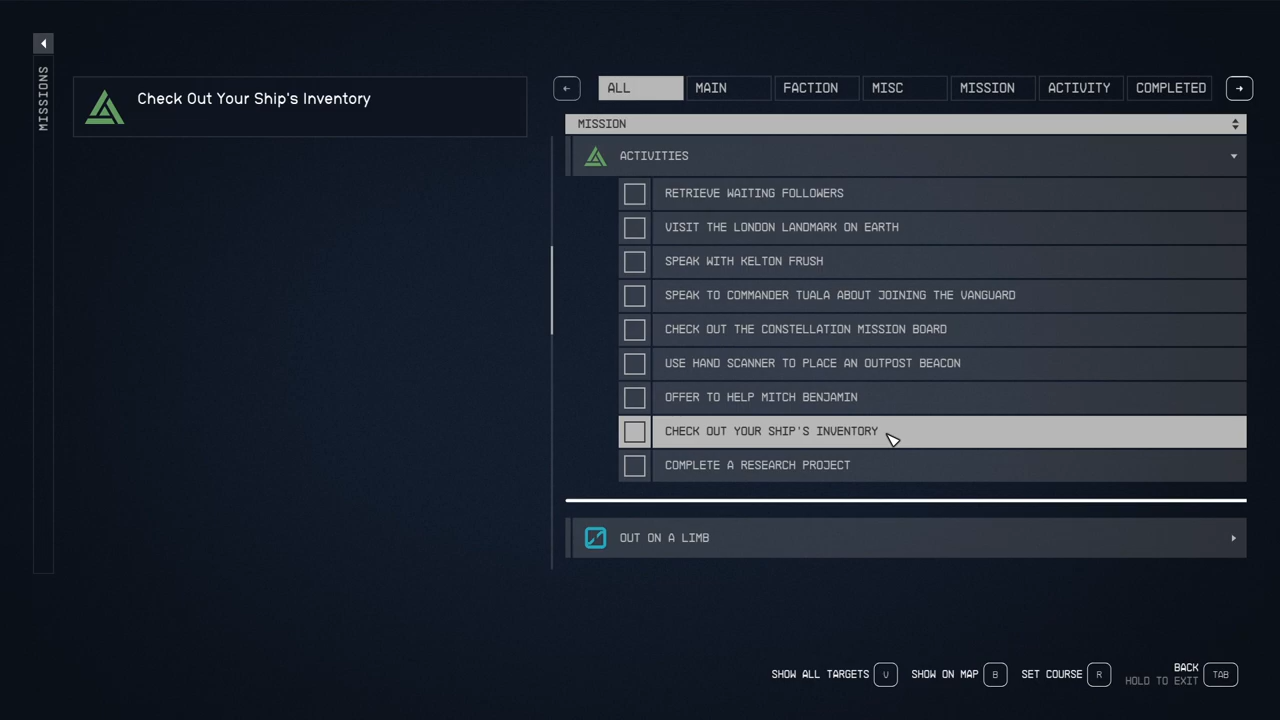 MISSIONS
Check Out Your Ship's Inventory
ALL
MAIN
FACTION
MISC
MISSION
ACTIVITY
COMPLETED
MISSION
ACTIVITIES
RETRIEVE WAITING FOLLOWERS
VISIT THE LONDON LANDMARK ON EARTH
SPEAK WITH KELTON FRUSH
SPEAK TO COMMANDER TUALA ABOUT JOINING THE VANGUARD
CHECK OUT THE CONSTELLATION MISSION BOARD
USE HAND SCANNER TO PLACE AN OUTPOST BEACON
OFFER TO HELP MITCH BENJAMIN
CHECK OUT YOUR SHIP'S INVENTORY
COMPLETE A RESEARCH PROJECT
OUT ON A LIMB
SHOW ALL TARGETS V
SHOW ON MAP B
SET COURSE R
BACK TAB
HOLD TO EXIT